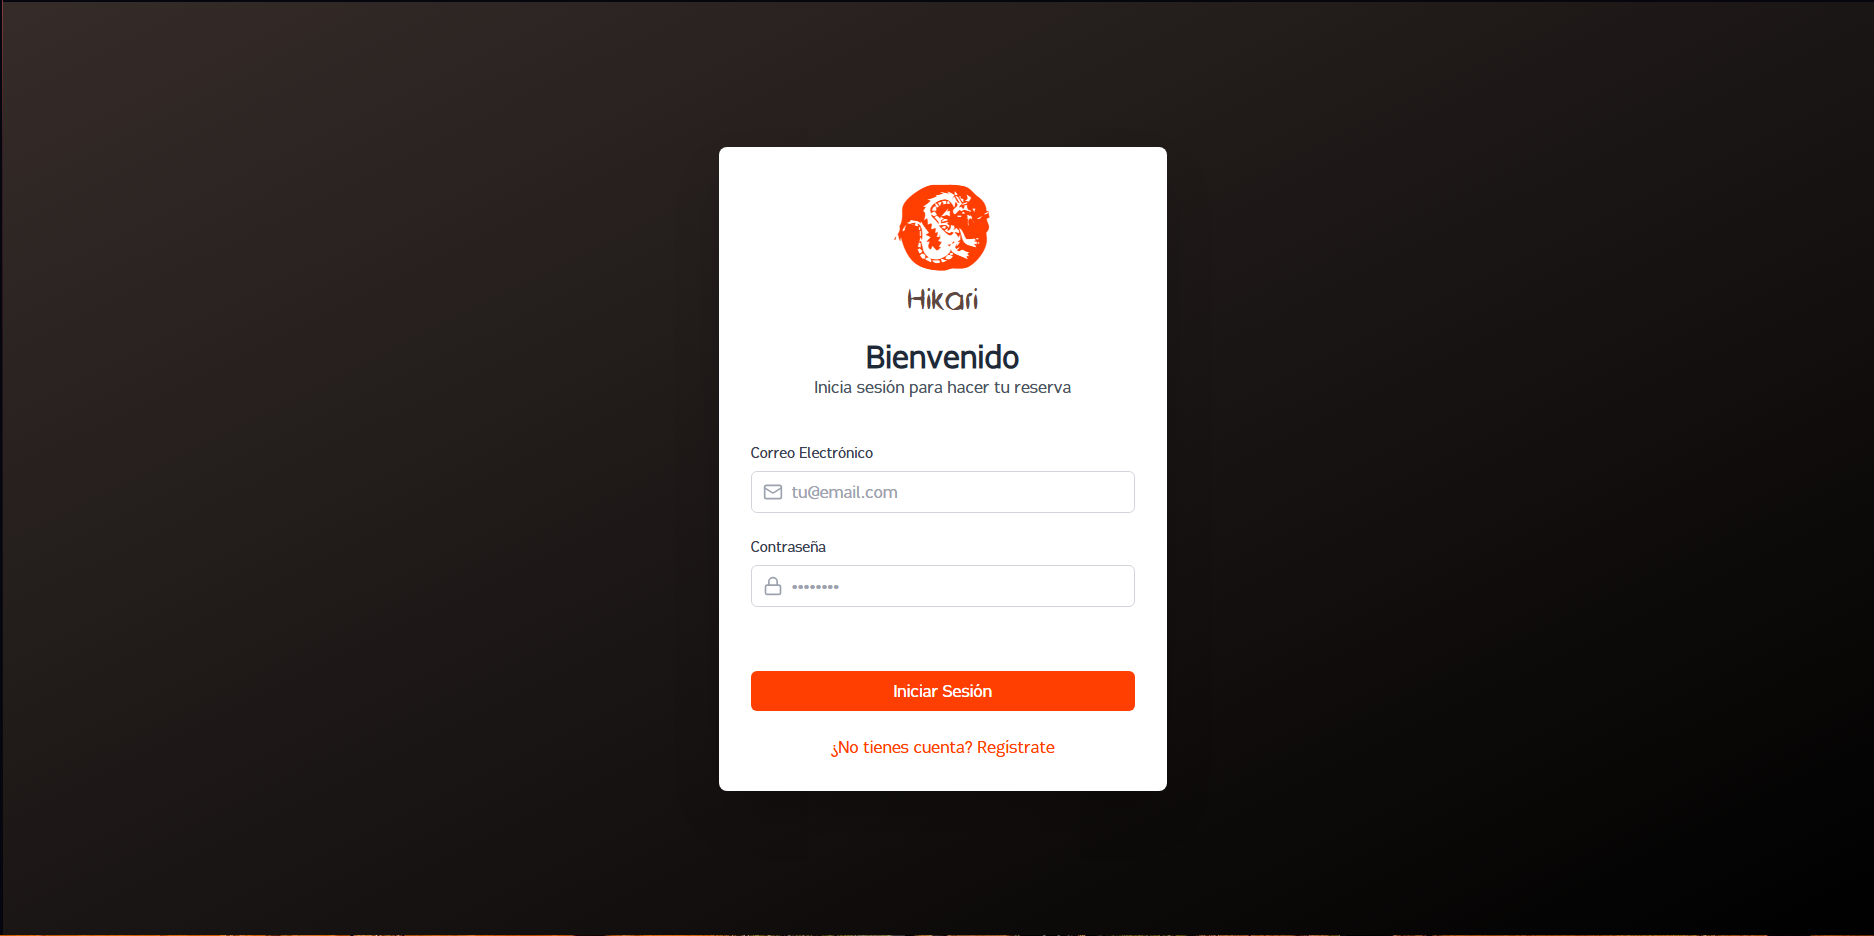 Hikari
Bienvenido
Inicia sesión para hacer tu reserva
Correo Electrónico
tu@email.com
Contraseña
••••••••
Iniciar Sesión
¿No tienes cuenta? Regístrate